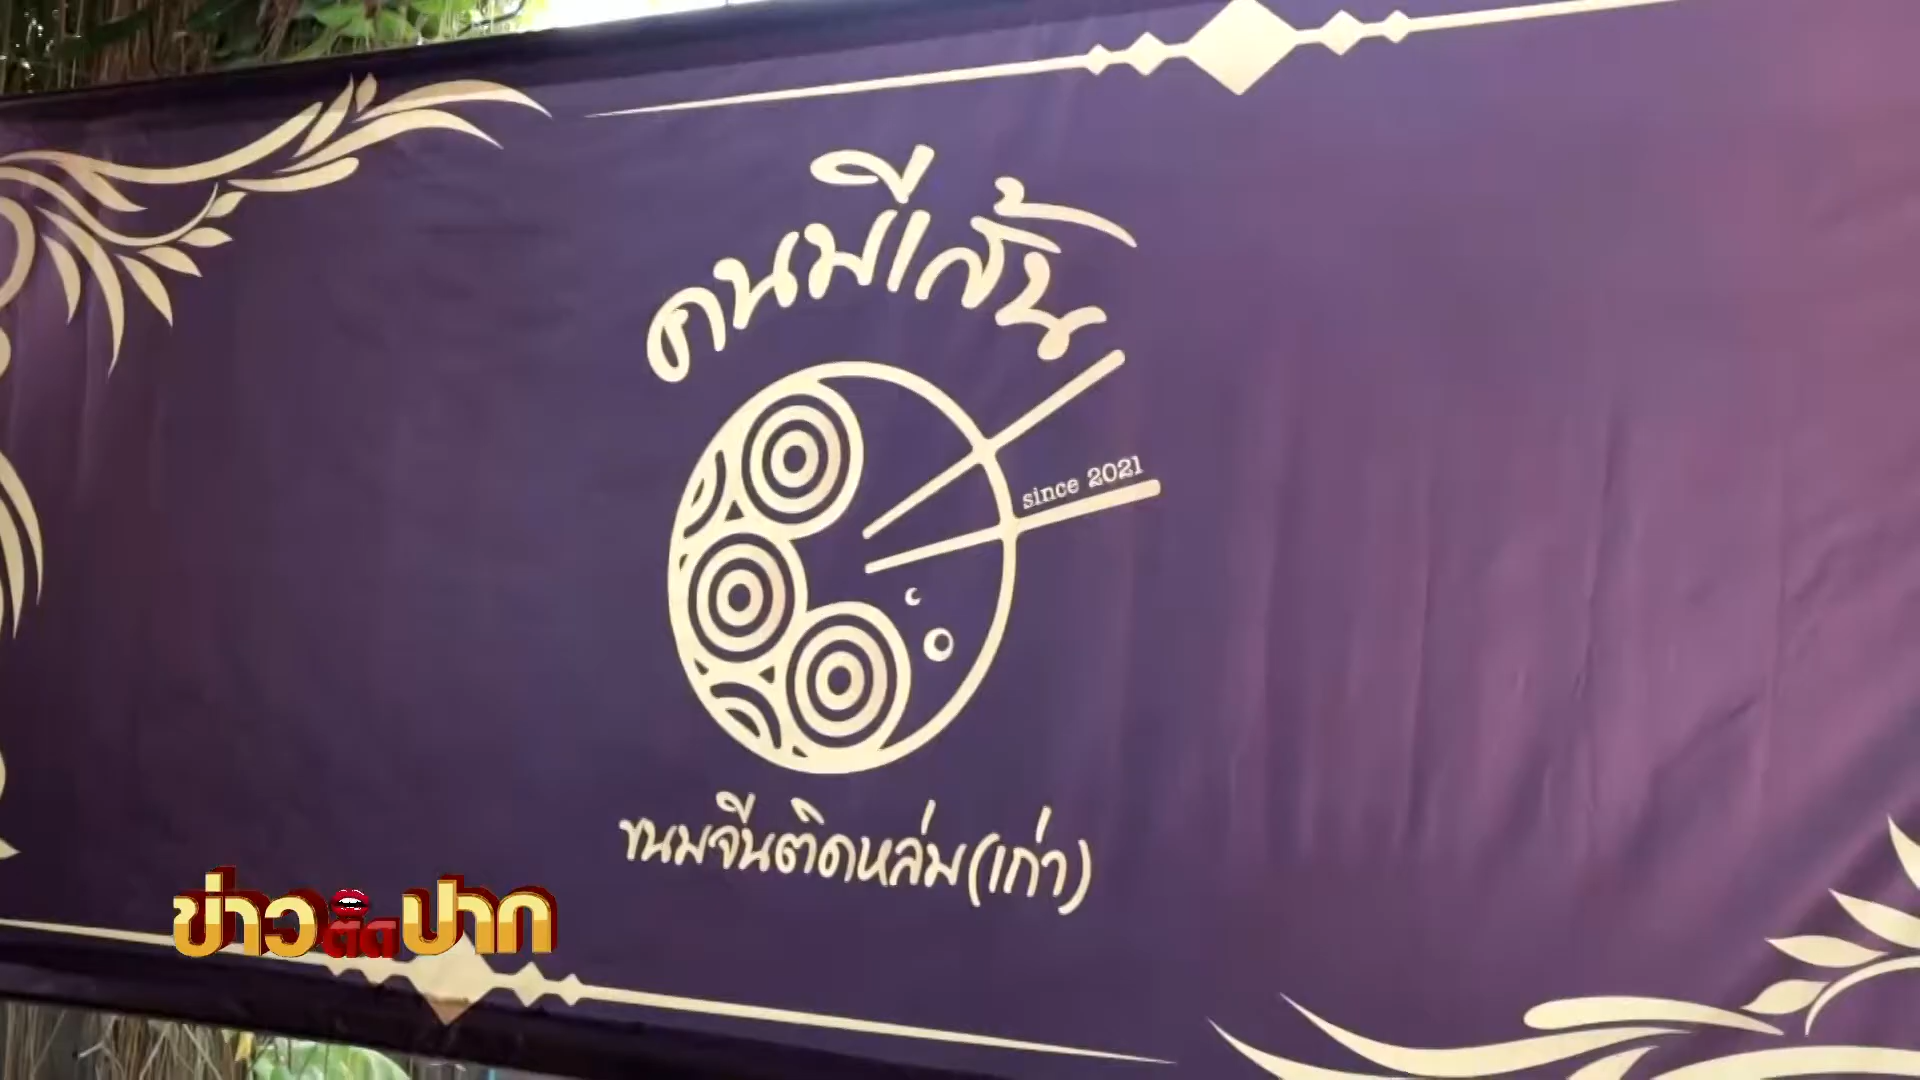 คนมีเส้น
since 2021
ขนมจีนติดหล่ม(เก่า)
ข่าวติดปาก